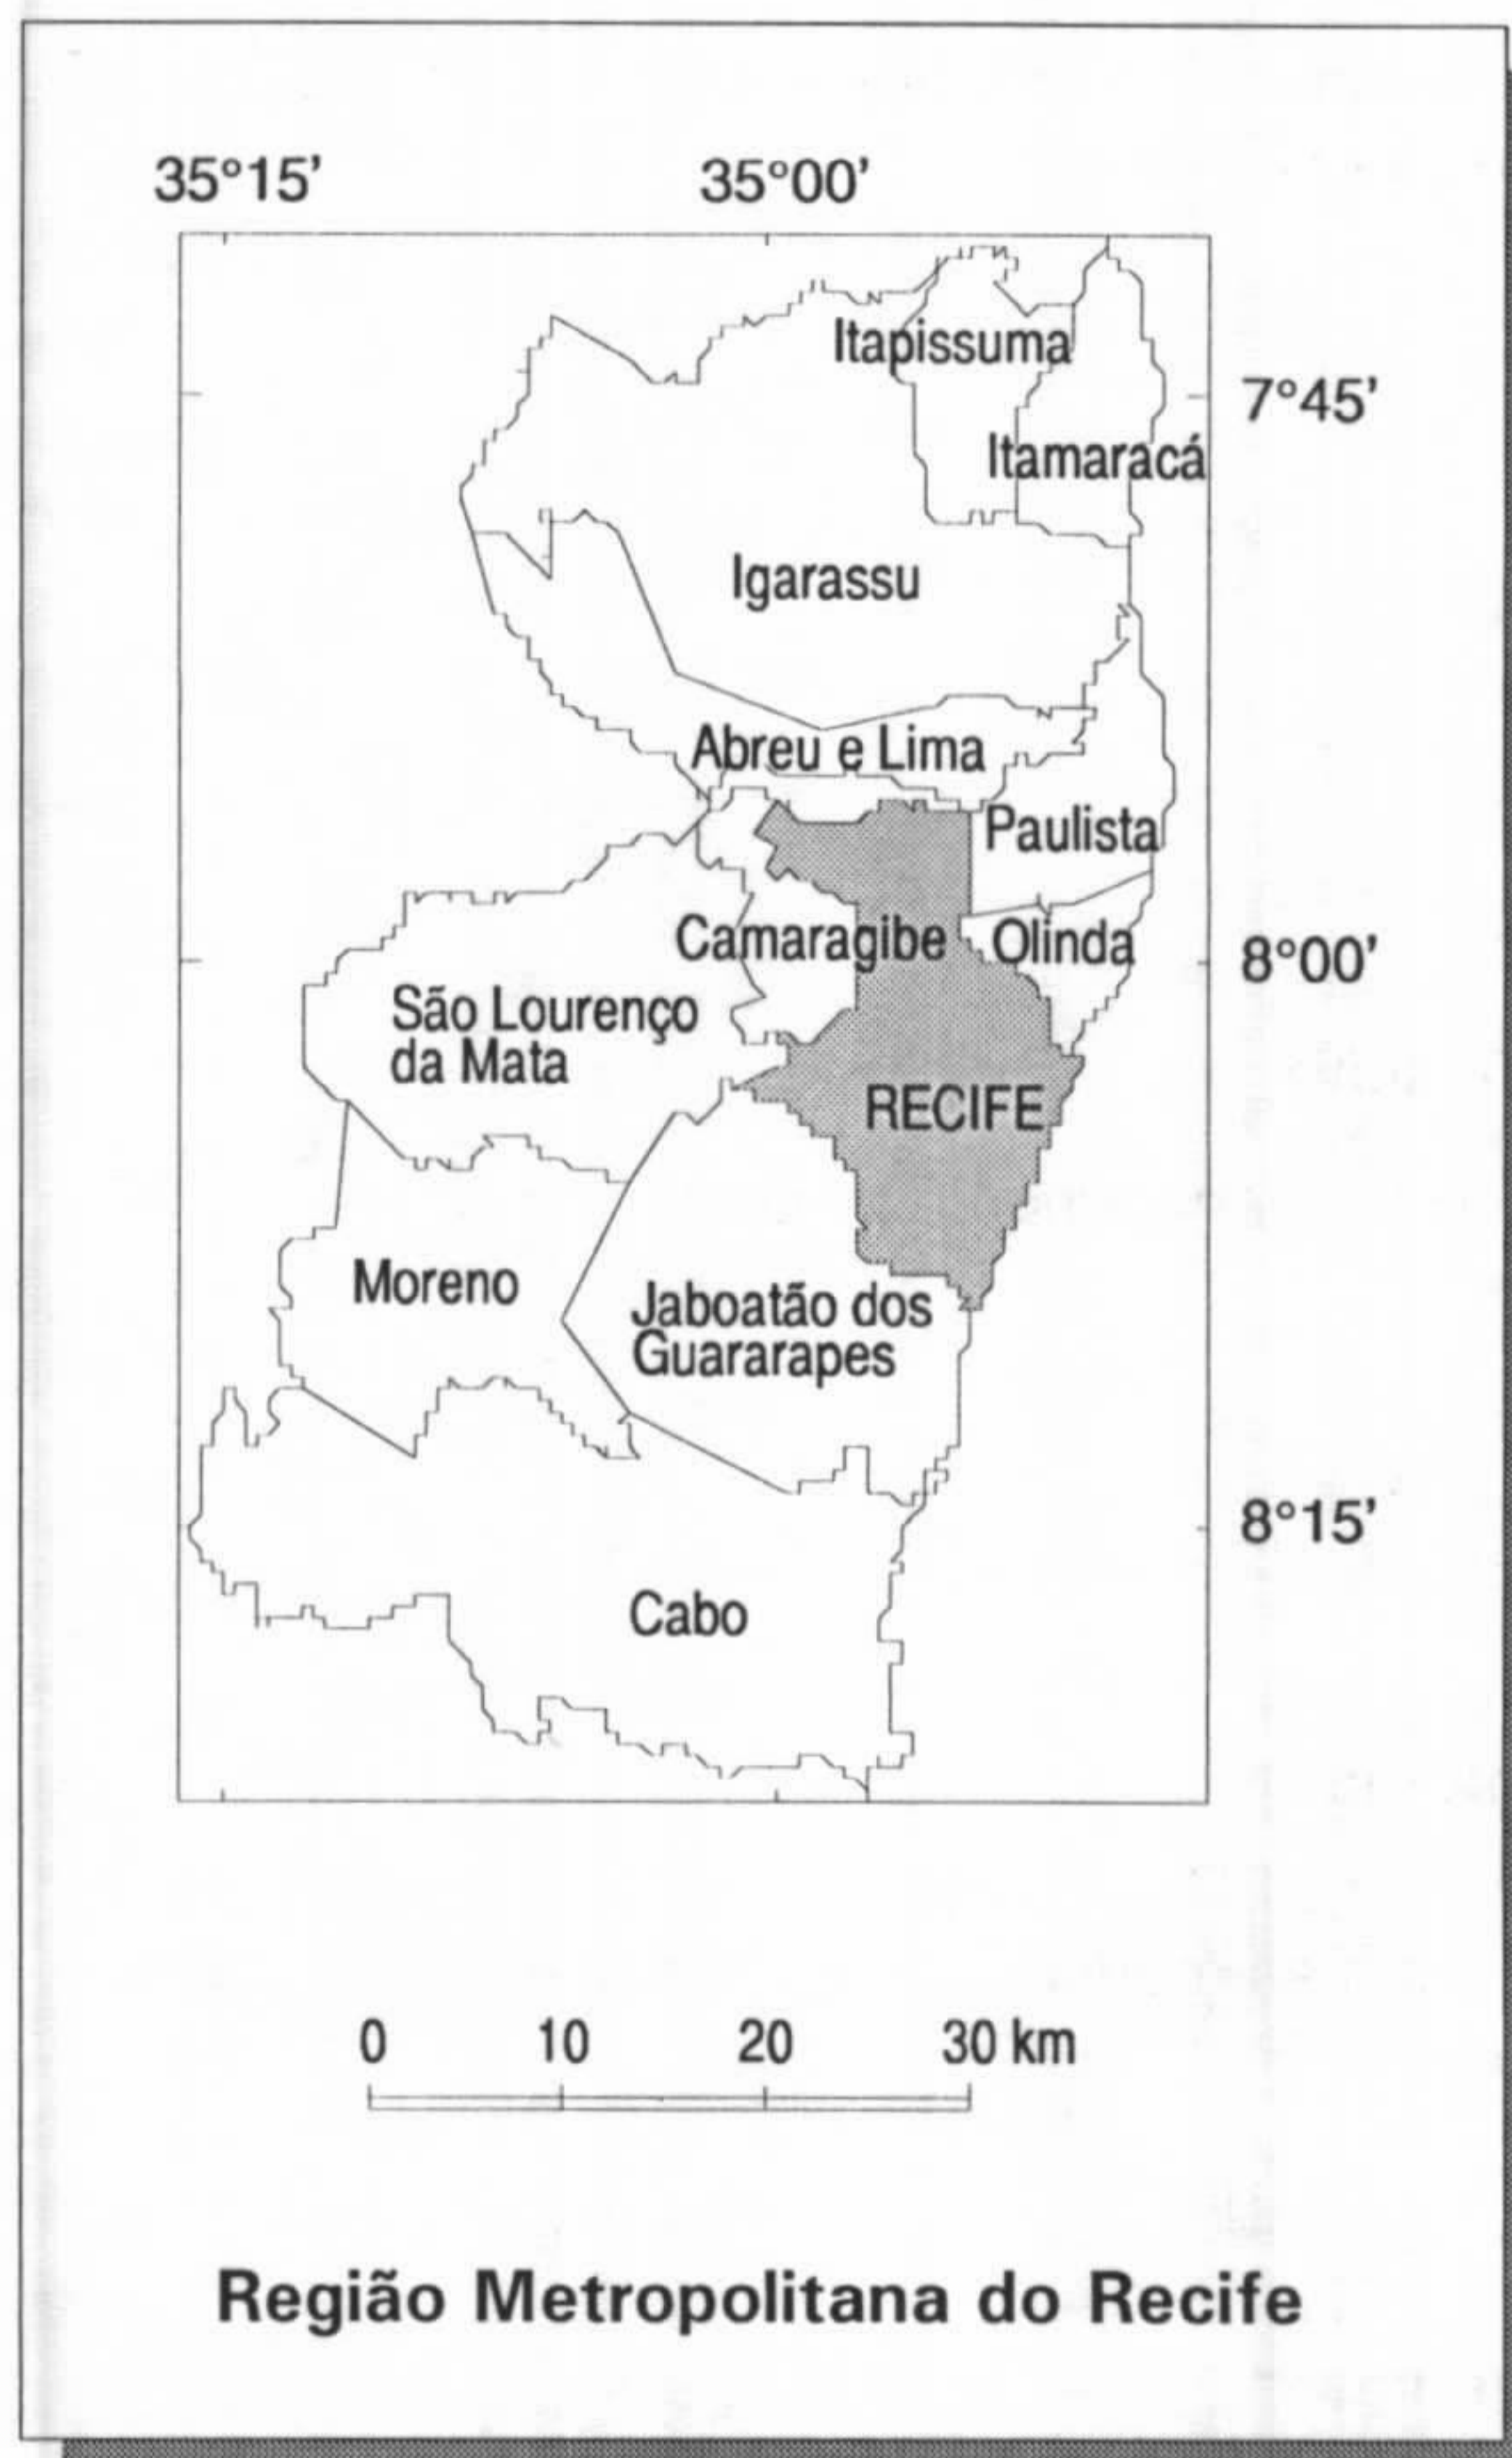 35°15’ 35°00’
Itapissuma
7°45’
Itamaracá
Igarassu
Abreu e Lima
Paulista
Camaragibe
Olinda
8°00’
São Lourenço
da Mata
RECIFE
Moreno
Jaboatão dos
Guararapes
8°15’
Cabo
0 10 20 30 km
Região Metropolitana do Recife